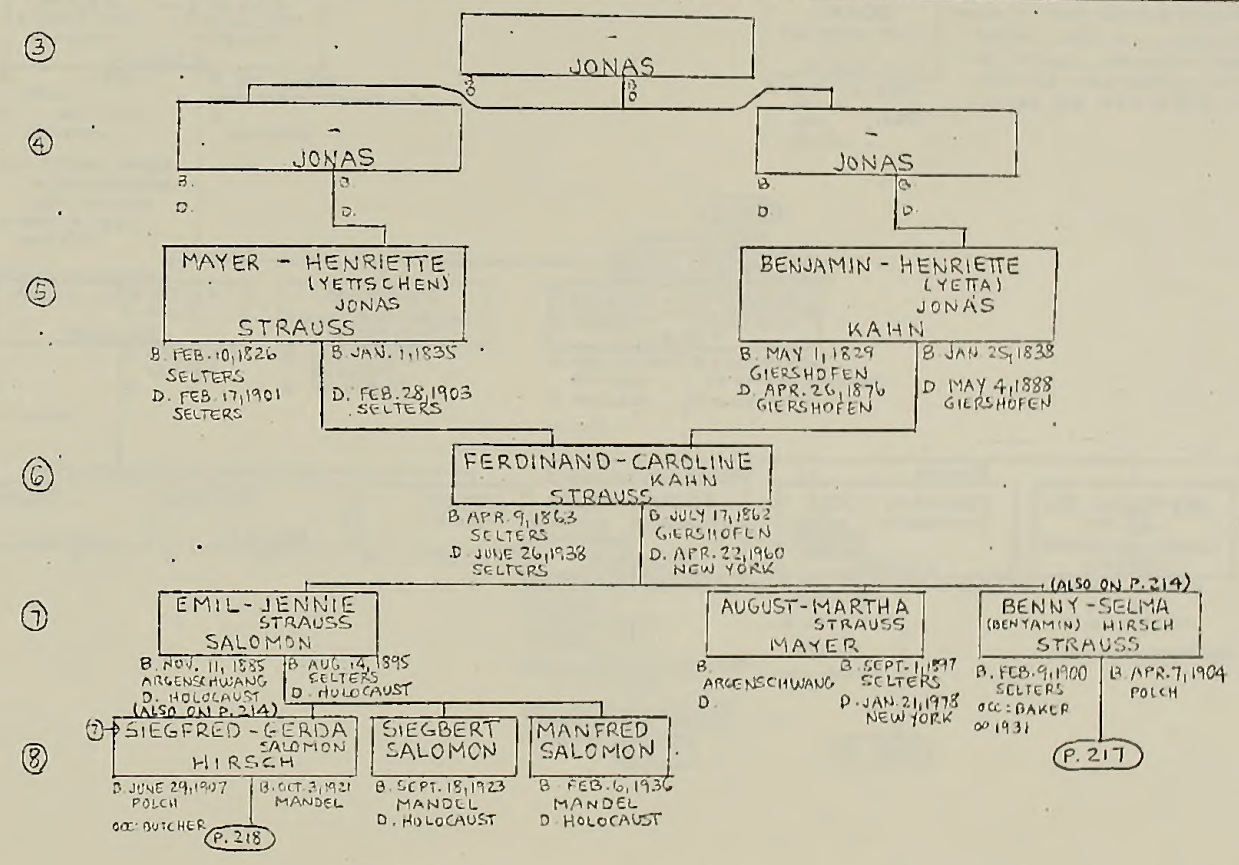 ③
-
JONAS
B
D
B
D
④
-
JONAS
B.
D.
B.
D.
-
JONAS
B
D.
B
D.
⑤
MAYER - HENRIETTE
(YETTSCHEN)
JONAS
STRAUSS
B. FEB. 10, 1826
SELTERS
D. FEB. 17, 1901
SELTERS
B. JAN. 1, 1835
D. FEB. 28, 1903
SELTERS
BENJAMIN - HENRIETTE
(YETTA)
JONAS
KAHN
B. MAY 1, 1829
GIERSHOFEN
D. APR. 26, 1876
GIERSHOFEN
B JAN 25, 1838
D MAY 4, 1888
GIERSHOFEN
⑥
FERDINAND - CAROLINE
KAHN
STRAUSS
B APR. 9, 1863
SELTERS
D. JUNE 26, 1938
SELTERS
B JULY 17, 1862
GIERSHOFEN
D. APR. 22, 1960
NEW YORK
⑦
EMIL - JENNIE
STRAUSS
SALOMON
B. NOV. 11, 1885
ARGENSCHWANG
D. HOLOCAUST
B AUG 14, 1895
SELTERS
D. HOLOCAUST
AUGUST - MARTHA
STRAUSS
MAYER
B.
ARGENSCHWANG
D.
B. SEPT. 1, 1897
SELTERS
D. JAN. 21, 1978
NEW YORK
(ALSO ON P. 214)
BENNY - SELMA
(BENYAMIN) HIRSCH
STRAUSS
B. FEB. 9, 1900
SELTERS
OCC: BAKER
∞ 1931
B. APR. 7, 1904
POLCH
P. 217
⑧
(ALSO ON P. 214)
⑦→
SIEGFRED - GERDA
SALOMON
HIRSCH
B. JUNE 29, 1907
POLCH
OCC: BUTCHER
B. OCT. 3, 1921
MANDEL
P. 218
SIEGBERT
SALOMON
B. SEPT. 18, 1923
MANDEL
D. HOLOCAUST
MANFRED
SALOMON
B. FEB. 6, 1936
MANDEL
D. HOLOCAUST